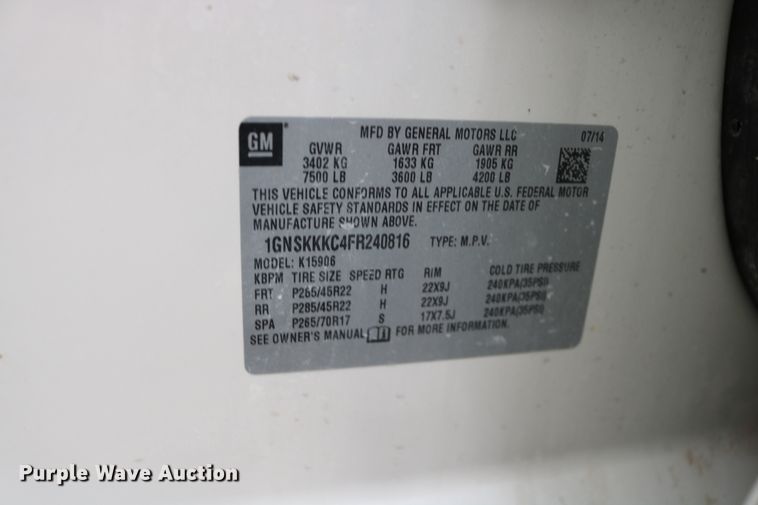 GM MFD BY GENERAL MOTORS LLC 07/14
GVWR GAWR FRT GAWR RR
3402 KG 1633 KG 1905 KG
7500 LB 3600 LB 4200 LB
THIS VEHICLE CONFORMS TO ALL APPLICABLE U.S. FEDERAL MOTOR
VEHICLE SAFETY STANDARDS IN EFFECT ON THE DATE OF
MANUFACTURE SHOWN ABOVE.
1GNSKKKC4FR240816 TYPE: M.P.V.
MODEL: K15906
KBPM TIRE SIZE SPEED RTG RIM COLD TIRE PRESSURE
FRT P285/45R22 H 22X9J 240KPA(35PSI)
RR P285/45R22 H 22X9J 240KPA(35PSI)
SPA P265/70R17 S 17X7.5J 240KPA(35PSI)
SEE OWNER'S MANUAL FOR MORE INFORMATION.
Purple Wave Auction